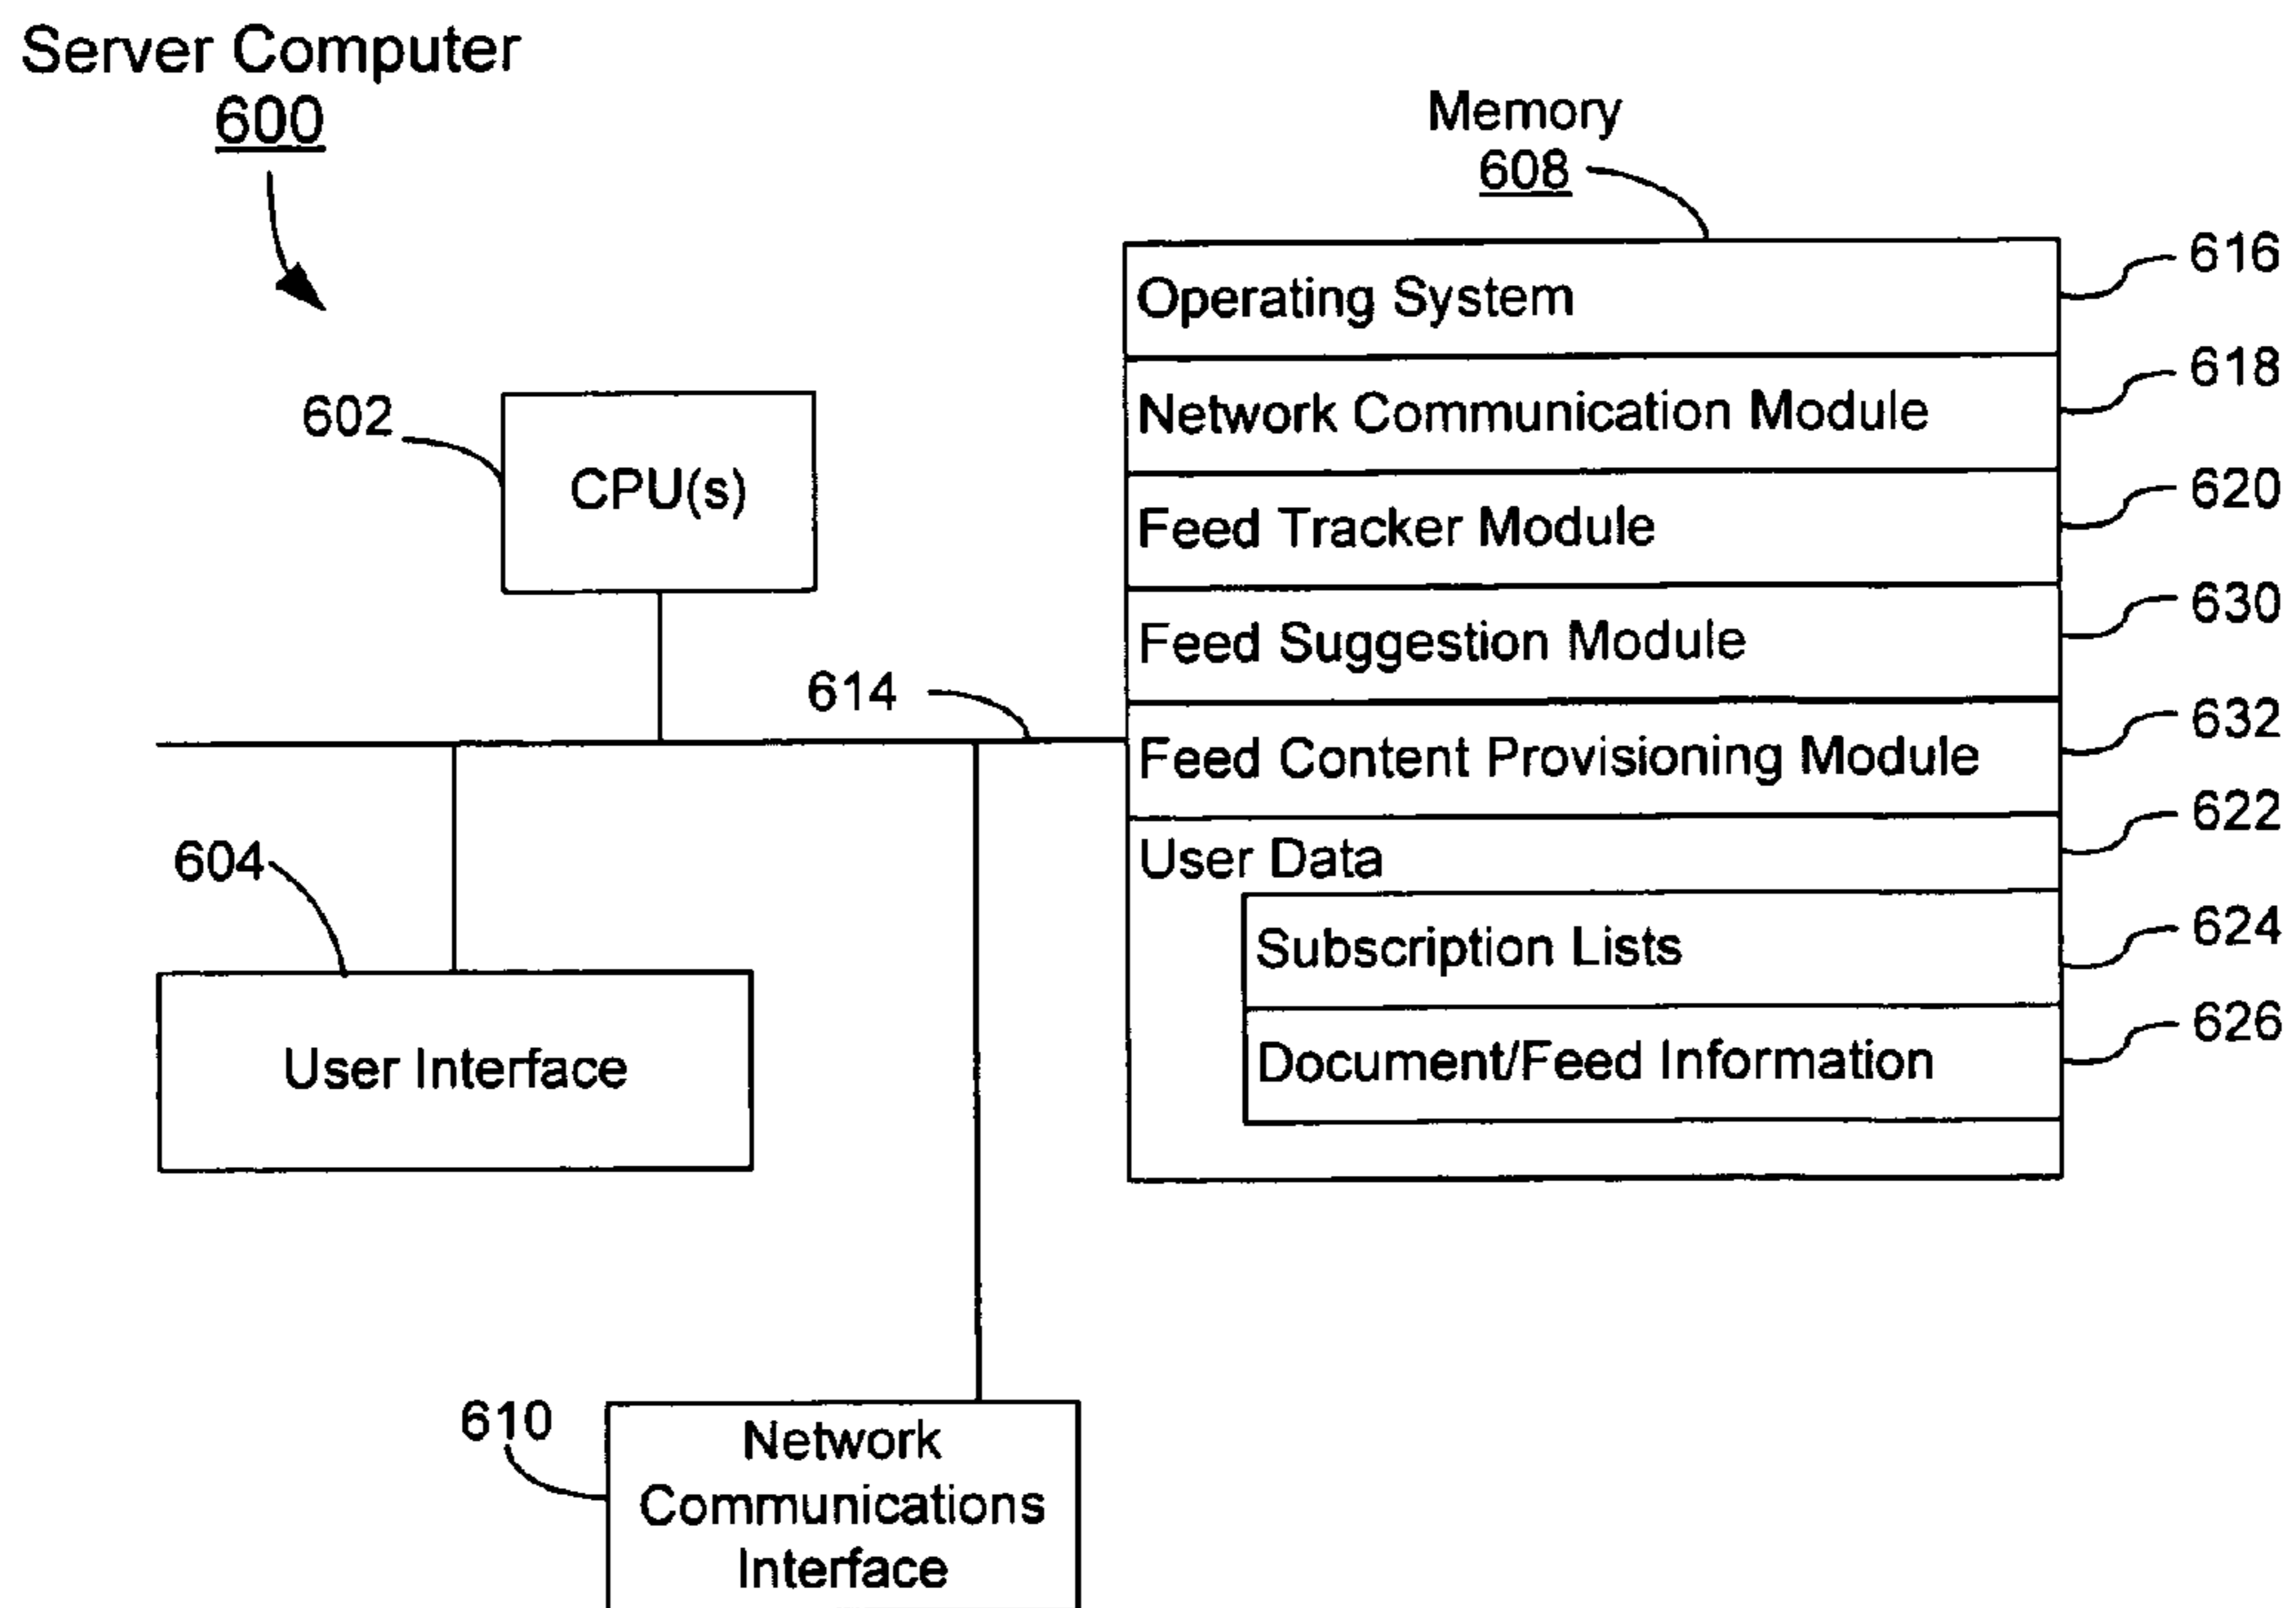 Server Computer
600
Memory
608
Operating System
616
Network Communication Module
618
602
CPU(s)
Feed Tracker Module
620
Feed Suggestion Module
630
614
Feed Content Provisioning Module
632
User Data
622
604
Subscription Lists
624
User Interface
Document/Feed Information
626
610
Network
Communications
Interface